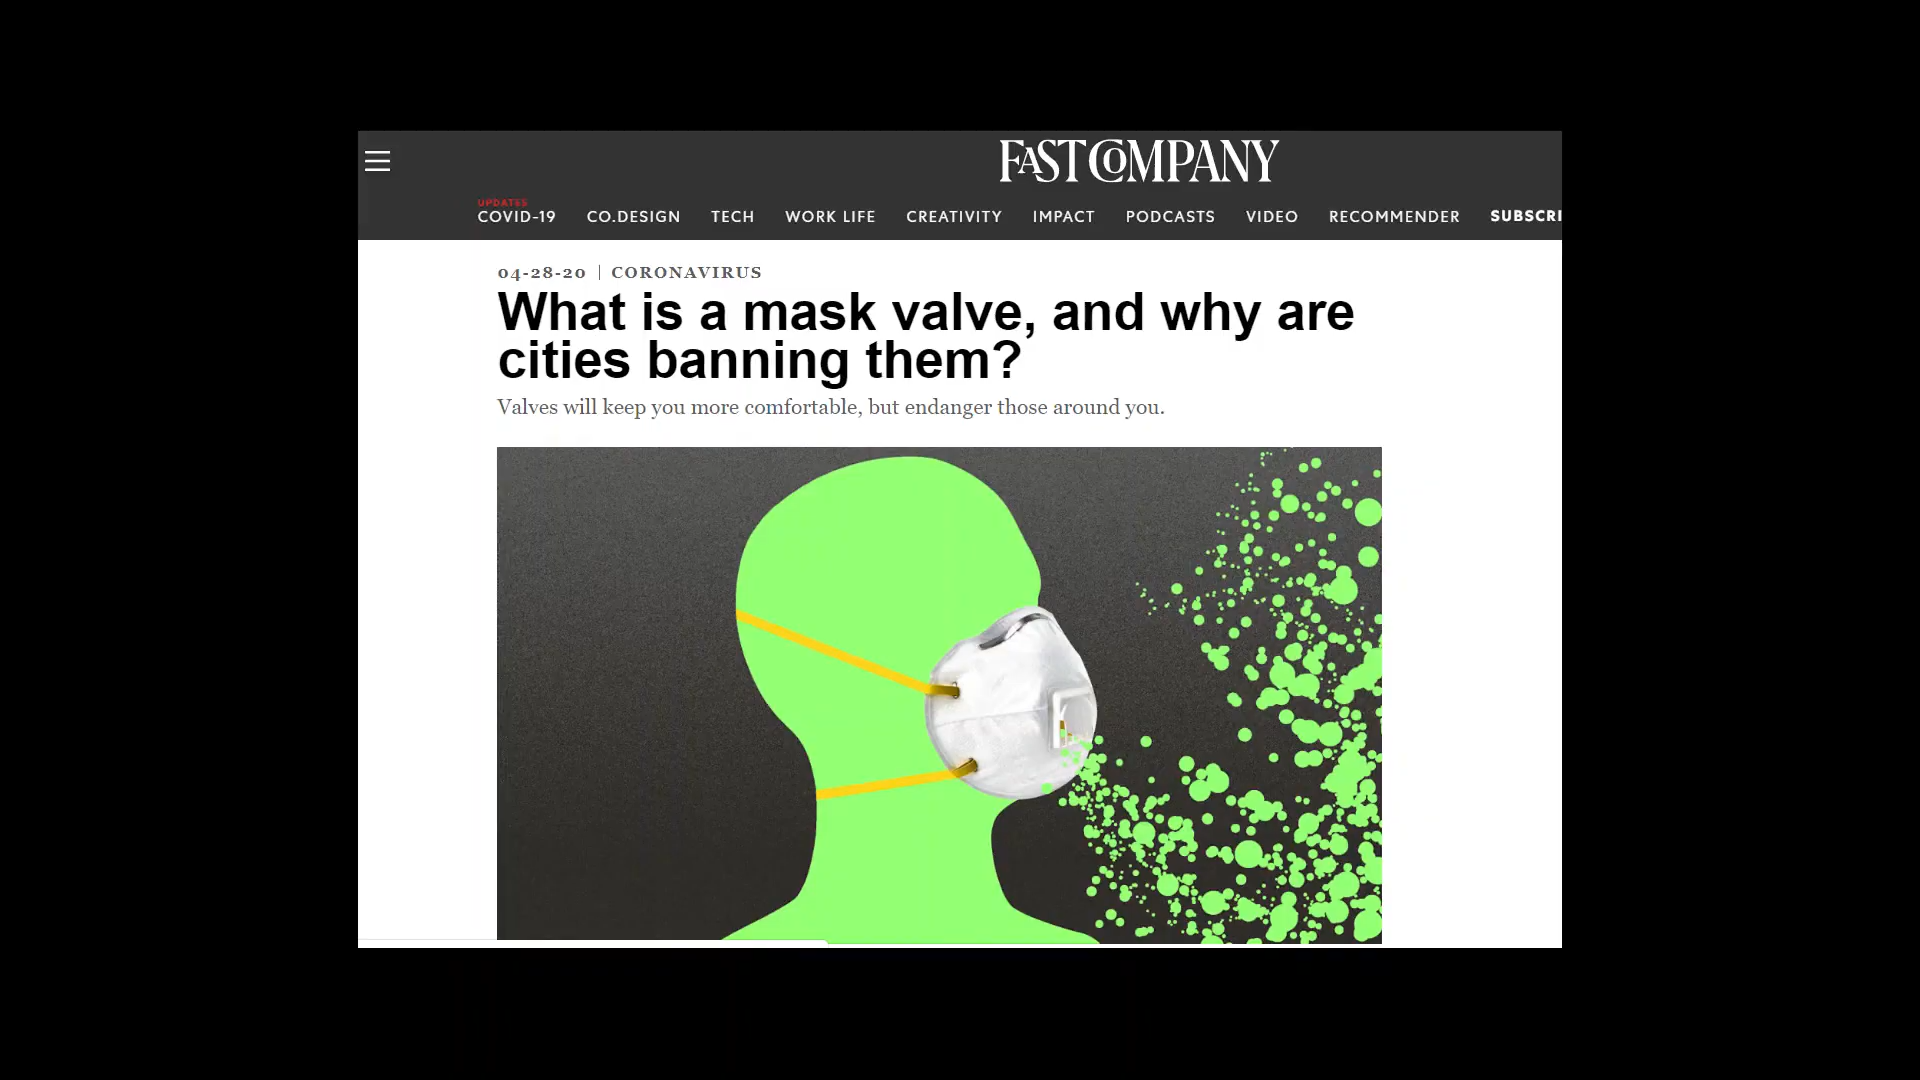 FAST COMPANY
UPDATES
COVID-19 CO.DESIGN TECH WORK LIFE CREATIVITY IMPACT PODCASTS VIDEO RECOMMENDER SUBSCRI
04-28-20 | CORONAVIRUS
What is a mask valve, and why are
cities banning them?
Valves will keep you more comfortable, but endanger those around you.